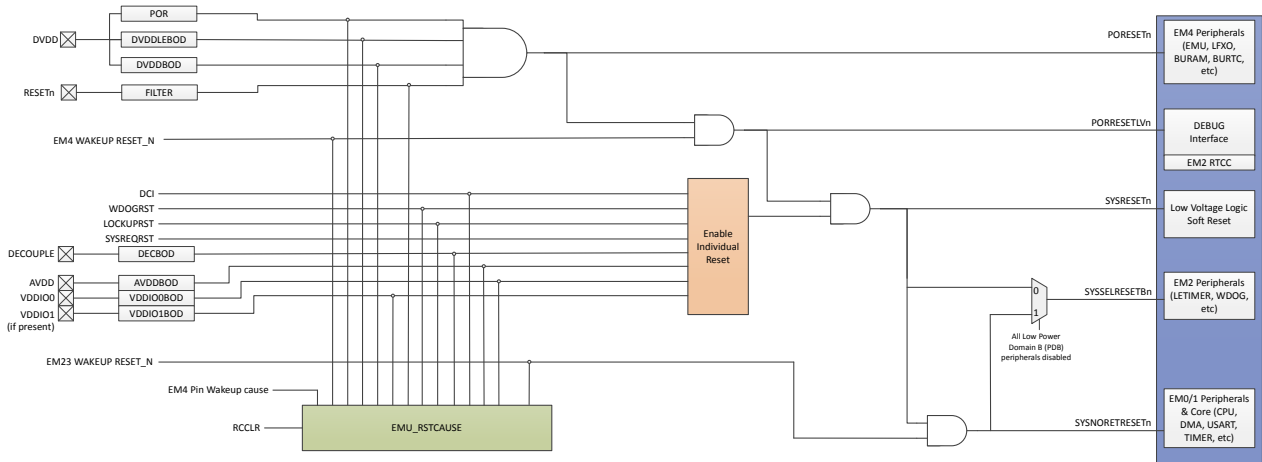 POR
DVDD
DVDDLEBOD
DVDDBOD
RESETn
FILTER
EM4 WAKEUP RESET_N
DCI
WDOGRST
LOCKUPRST
SYSREQRST
DECOUPLE
DECBOD
AVDD
AVDDBOD
VDDIO0
VDDIO0BOD
VDDIO1
(if present)
VDDIO1BOD
EM23 WAKEUP RESET_N
EM4 Pin Wakeup cause
RCCLR
EMU_RSTCAUSE
Enable
Individual
Reset
0
1
All Low Power
Domain B (PDB)
peripherals disabled
PORESETn
EM4 Peripherals
(EMU, LFXO,
BURAM, BURTC,
etc)
PORRESETLVn
DEBUG
Interface
EM2 RTCC
SYSRESETn
Low Voltage Logic
Soft Reset
SYSSELRESETBn
EM2 Peripherals
(LETIMER, WDOG,
etc)
SYSNORETRESETn
EM0/1 Peripherals
& Core (CPU,
DMA, USART,
TIMER, etc)